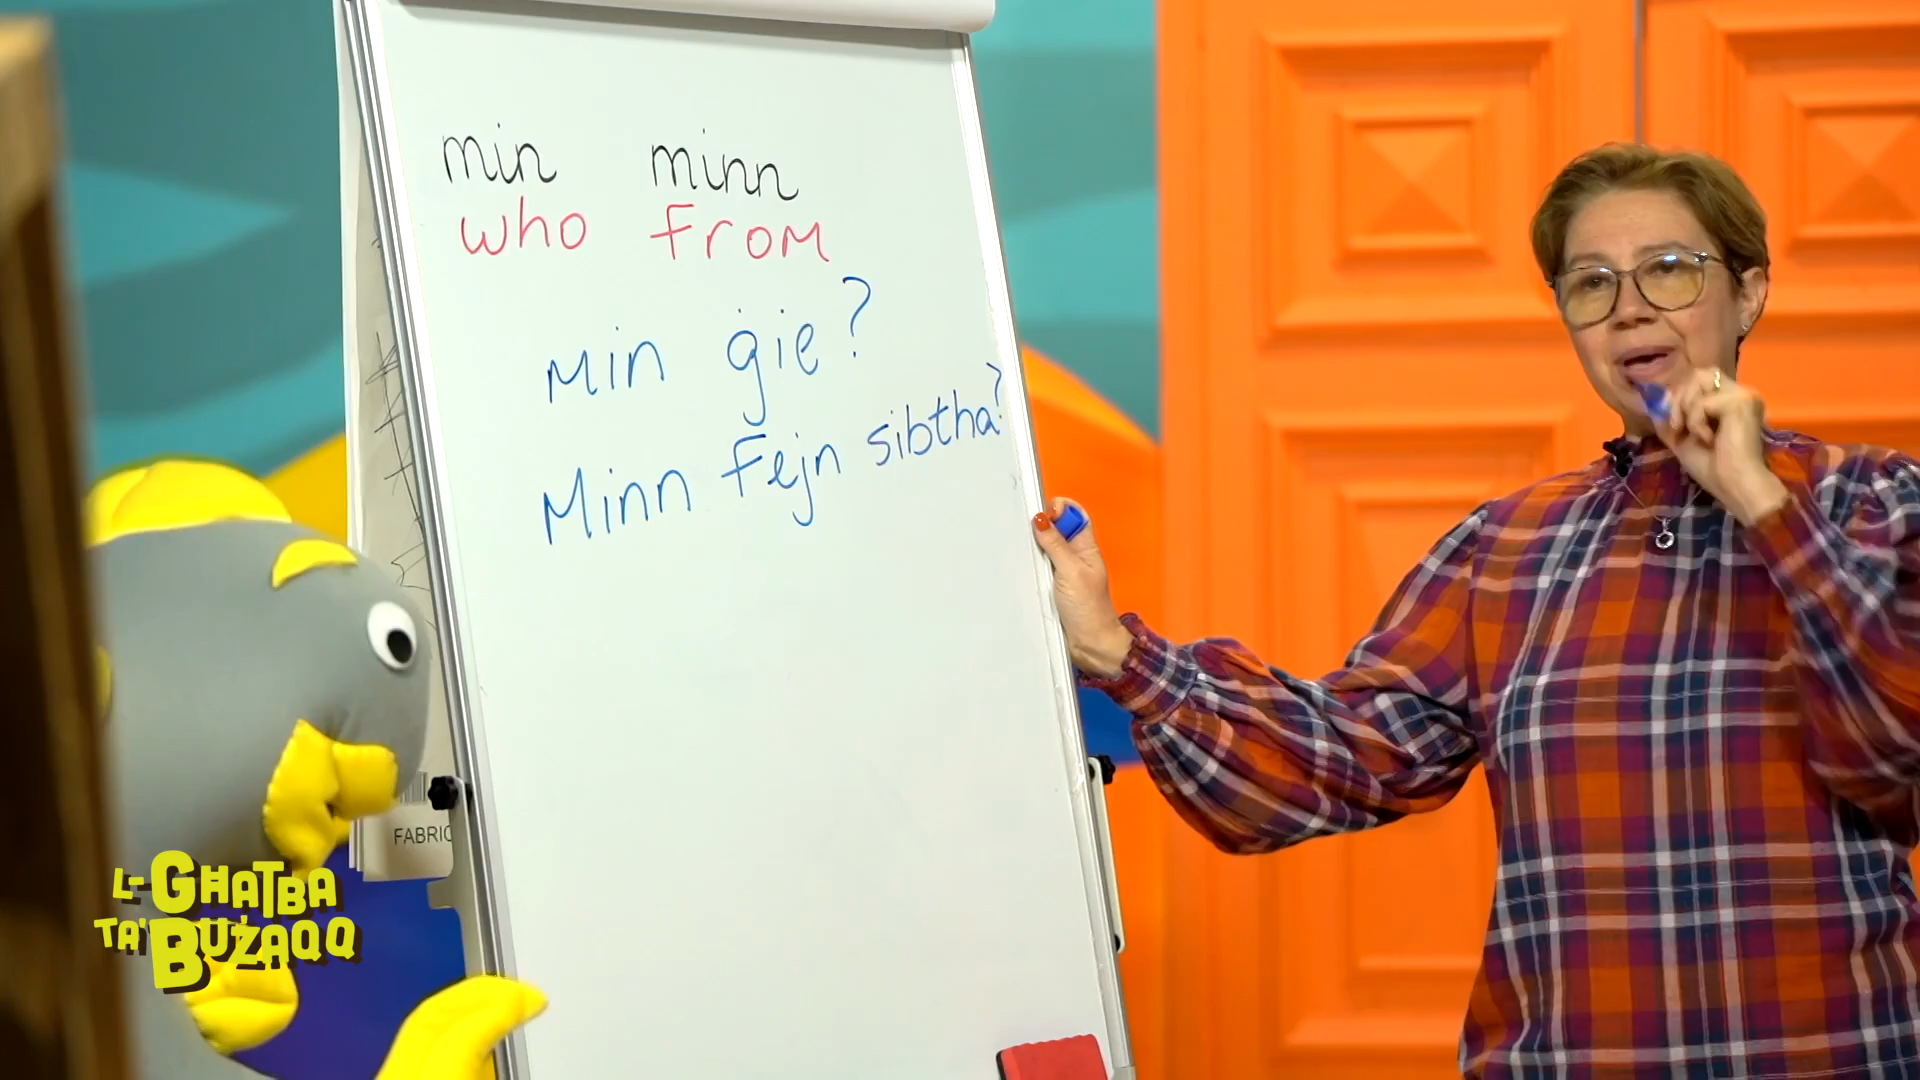 min minn
who from
Min ġie?
Minn fejn sibtha?
FABRIC
L-GĦATBA
TA' BUŻAQQ